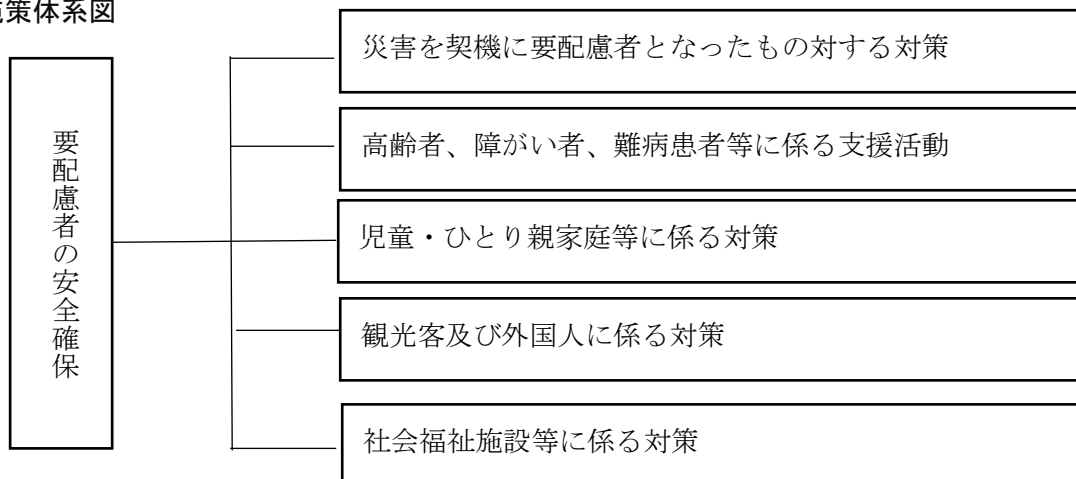 施策体系図
要配慮者の安全確保
災害を契機に要配慮者となったもの対する対策
高齢者、障がい者、難病患者等に係る支援活動
児童・ひとり親家庭等に係る対策
観光客及び外国人に係る対策
社会福祉施設等に係る対策